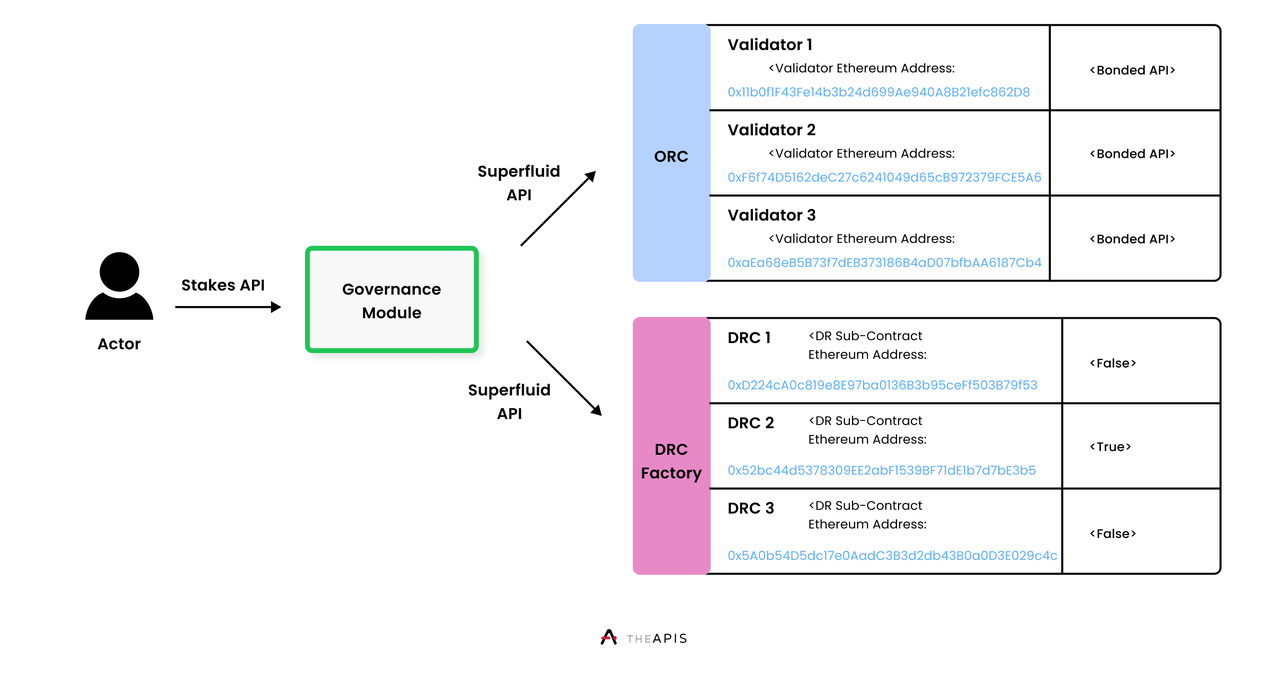 Actor
Stakes API
Governance
Module
Superfluid
API
Superfluid
API
ORC
Validator 1
<Validator Ethereum Address:
0x11b0f1F43Fe14b3b24d699Ae940A8B21efc862D8
<Bonded API>
Validator 2
<Validator Ethereum Address:
0xF6f74D5162deC27c6241049d65cB972379FCE5A6
<Bonded API>
Validator 3
<Validator Ethereum Address:
0xaEa68eB5B73f7dEB373186B4aD07bfbAA6187Cb4
<Bonded API>
DRC
Factory
DRC 1
<DR Sub-Contract
Ethereum Address:
0xD224cA0c819e8E97ba0136B3b95ceFf503B79f53
<False>
DRC 2
<DR Sub-Contract
Ethereum Address:
0x52bc44d5378309EE2abF1539BF71dE1b7d7bE3b5
<True>
DRC 3
<DR Sub-Contract
Ethereum Address:
0x5A0b54D5dc17e0AadC3B3d2db43B0a0D3E029c4c
<False>
THEAPIS